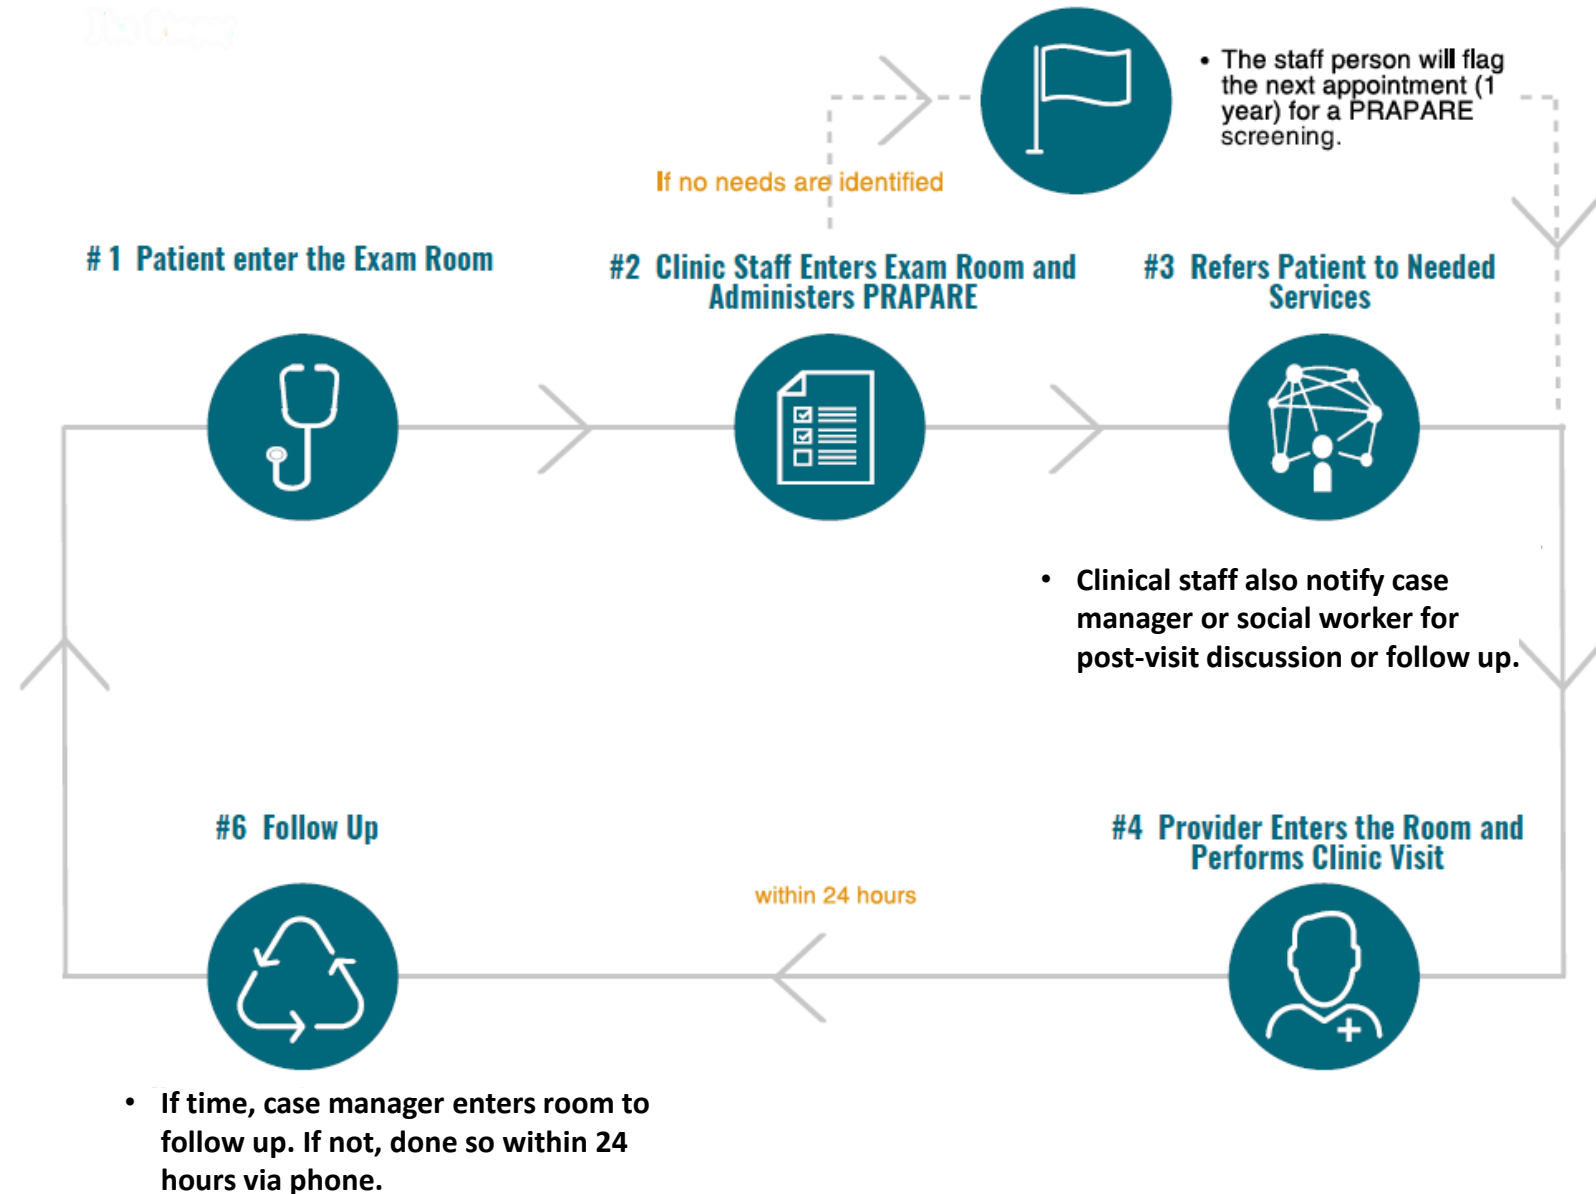 • The staff person will flag
the next appointment (1
year) for a PRAPARE
screening.
If no needs are identified
# 1 Patient enter the Exam Room
#2 Clinic Staff Enters Exam Room and
Administers PRAPARE
#3 Refers Patient to Needed
Services
• Clinical staff also notify case
manager or social worker for
post-visit discussion or follow up.
#4 Provider Enters the Room and
Performs Clinic Visit
within 24 hours
#6 Follow Up
• If time, case manager enters room to
follow up. If not, done so within 24
hours via phone.